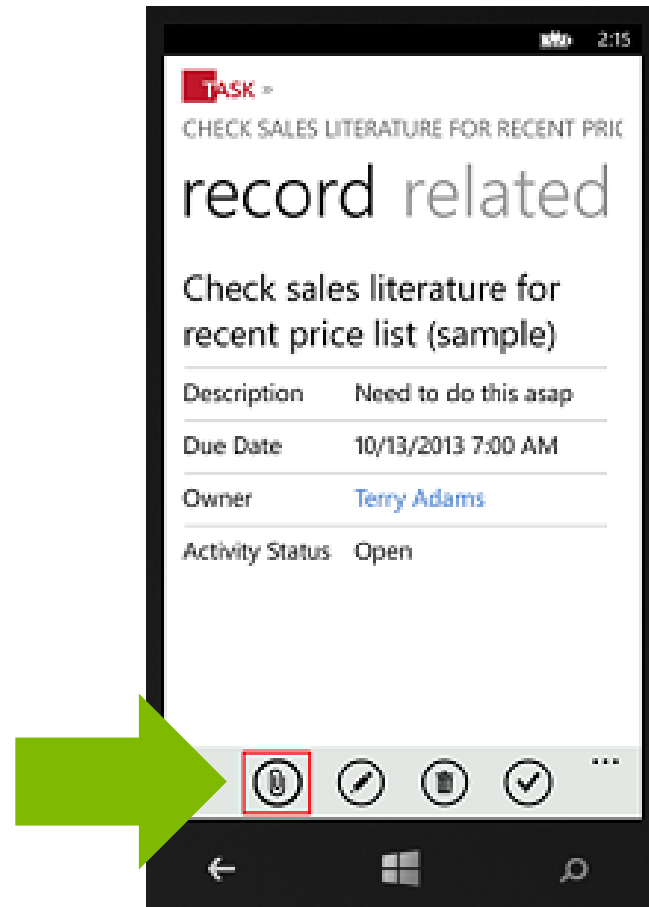 2:15
TASK »
CHECK SALES LITERATURE FOR RECENT PRIC
record related
Check sales literature for
recent price list (sample)
Description Need to do this asap
Due Date 10/13/2013 7:00 AM
Owner Terry Adams
Activity Status Open
...